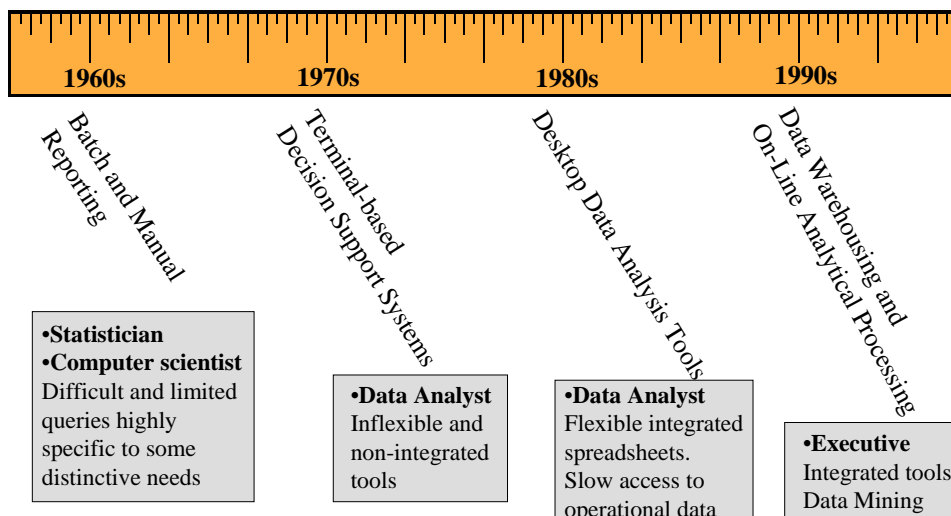 1960s
1970s
1980s
1990s
Batch and Manual
Reporting
Terminal-based
Decision Support Systems
Desktop Data Analysis Tools
Data Warehousing and
On-Line Analytical Processing
•Statistician
•Computer scientist
Difficult and limited
queries highly
specific to some
distinctive needs
•Data Analyst
Inflexible and
non-integrated
tools
•Data Analyst
Flexible integrated
spreadsheets.
Slow access to
operational data
•Executive
Integrated tools
Data Mining